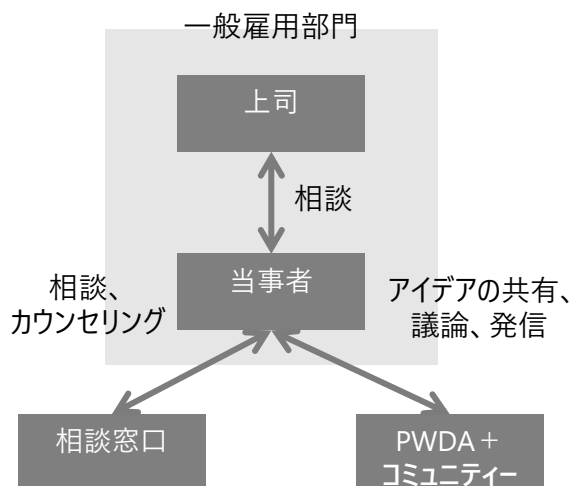 一般雇用部門
上司
相談
当事者
相談、
カウンセリング
アイデアの共有、
議論、発信
相談窓口
PWDA＋
コミュニティー